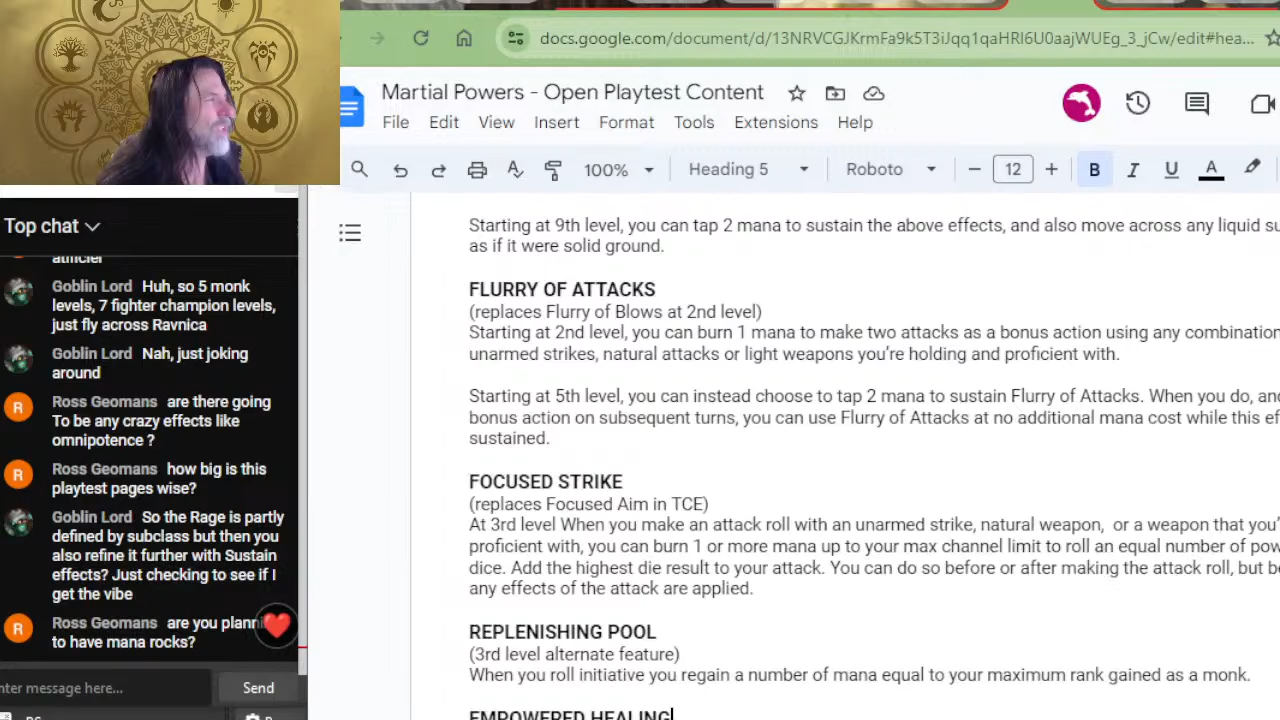 docs.google.com/document/d/13NRVCGJKrmFa9k5T3iJqq1qaHRl6U0aajWUEg_3_jCw/edit#hea...
Martial Powers - Open Playtest Content
File Edit View Insert Format Tools Extensions Help
100% Heading 5 Roboto 12 B I U A
Top chat
Goblin Lord Huh, so 5 monk
levels, 7 fighter champion levels,
just fly across Ravnica
Goblin Lord Nah, just joking
around
Ross Geomans are there going
To be any crazy effects like
omnipotence ?
Ross Geomans how big is this
playtest pages wise?
Goblin Lord So the Rage is partly
defined by subclass but then you
also refine it further with Sustain
effects? Just checking to see if I
get the vibe
Ross Geomans are you
to have mana rocks?
message here...
Send
Starting at 9th level, you can tap 2 mana to sustain the above effects, and also move across any liquid
as if it were solid ground.
FLURRY OF ATTACKS
(replaces Flurry of Blows at 2nd level)
Starting at 2nd level, you can burn 1 mana to make two attacks as a bonus action using any combination
unarmed strikes, natural attacks or light weapons you're holding and proficient with.
Starting at 5th level, you can instead choose to tap 2 mana to sustain Flurry of Attacks. When you do,
bonus action on subsequent turns, you can use Flurry of Attacks at no additional mana cost while this
sustained.
FOCUSED STRIKE
(replaces Focused Aim in TCE)
At 3rd level When you make an attack roll with an unarmed strike, natural weapon, or a weapon that
proficient with, you can burn 1 or more mana up to your max channel limit to roll an equal number of
dice. Add the highest die result to your attack. You can do so before or after making the attack roll, but
any effects of the attack are applied.
REPLENISHING POOL
(3rd level alternate feature)
When you roll initiative you regain a number of mana equal to your maximum rank gained as a monk.
EMPOWERED HEALING